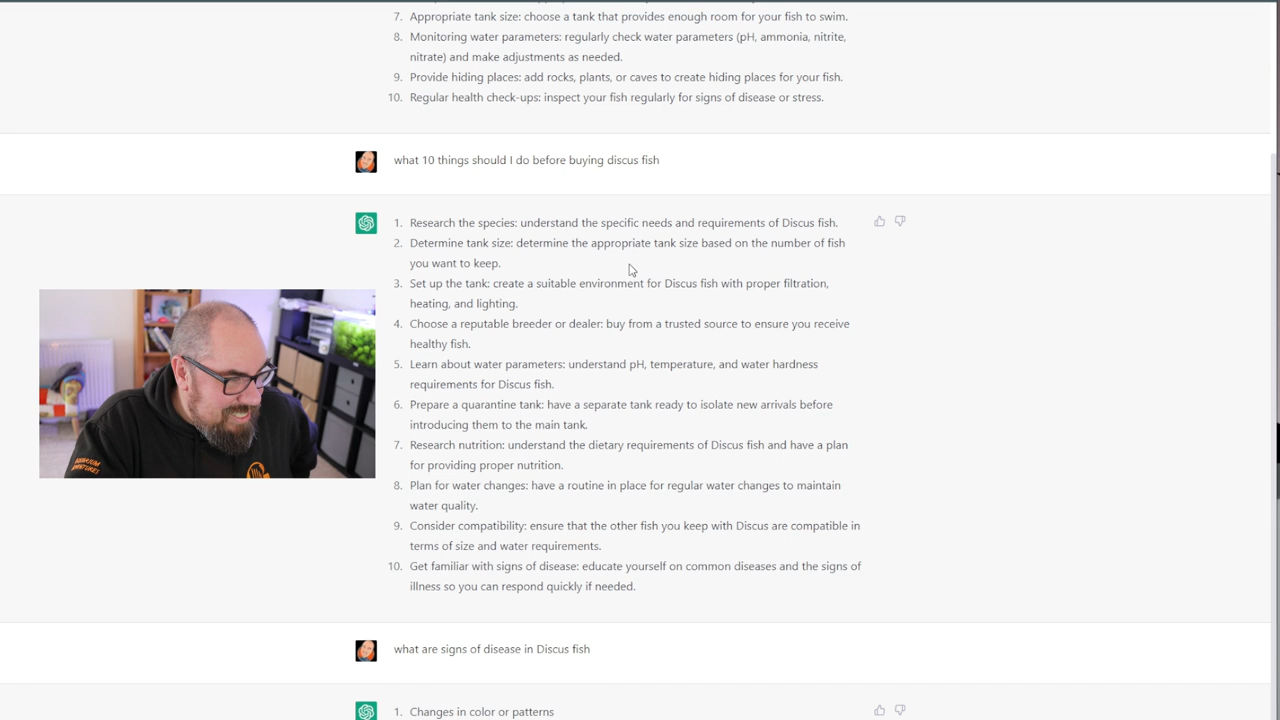 7. Appropriate tank size: choose a tank that provides enough room for your fish to swim.
8. Monitoring water parameters: regularly check water parameters (pH, ammonia, nitrite,
nitrate) and make adjustments as needed.
9. Provide hiding places: add rocks, plants, or caves to create hiding places for your fish.
10. Regular health check-ups: inspect your fish regularly for signs of disease or stress.
what 10 things should I do before buying discus fish
1. Research the species: understand the specific needs and requirements of Discus fish.
2. Determine tank size: determine the appropriate tank size based on the number of fish
you want to keep.
3. Set up the tank: create a suitable environment for Discus fish with proper filtration,
heating, and lighting.
4. Choose a reputable breeder or dealer: buy from a trusted source to ensure you receive
healthy fish.
5. Learn about water parameters: understand pH, temperature, and water hardness
requirements for Discus fish.
6. Prepare a quarantine tank: have a separate tank ready to isolate new arrivals before
introducing them to the main tank.
7. Research nutrition: understand the dietary requirements of Discus fish and have a plan
for providing proper nutrition.
8. Plan for water changes: have a routine in place for regular water changes to maintain
water quality.
9. Consider compatibility: ensure that the other fish you keep with Discus are compatible in
terms of size and water requirements.
10. Get familiar with signs of disease: educate yourself on common diseases and the signs of
illness so you can respond quickly if needed.
what are signs of disease in Discus fish
1. Changes in color or patterns